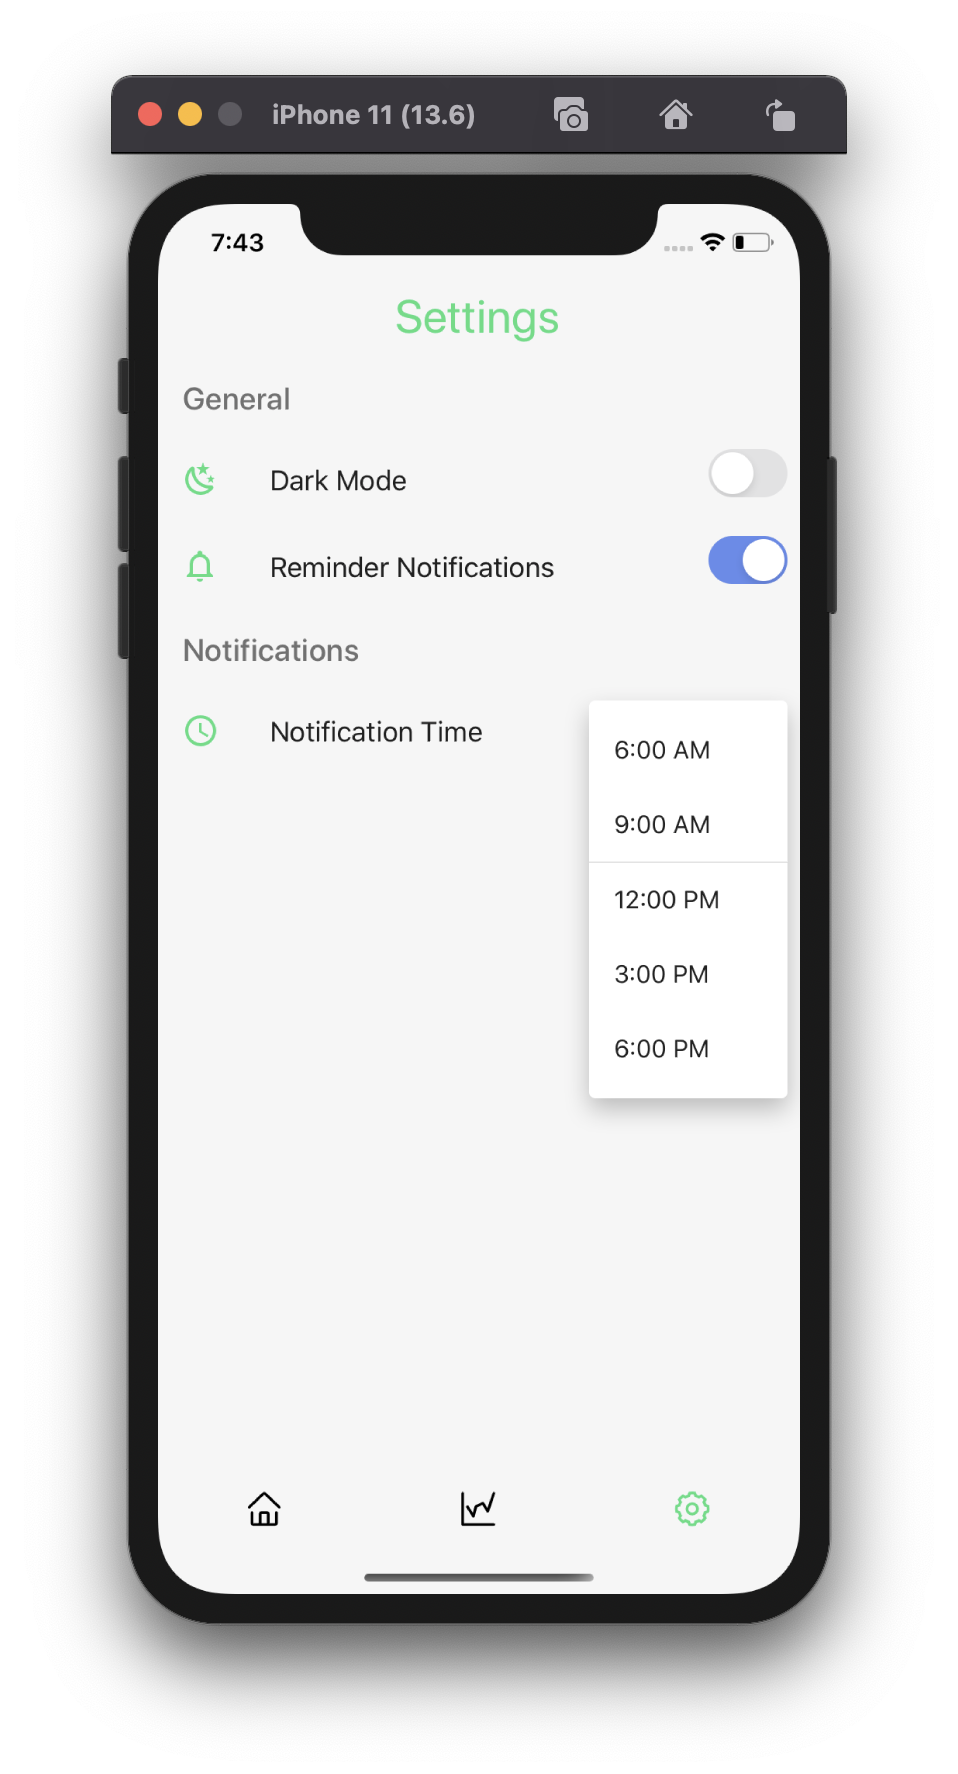 iPhone 11 (13.6)
7:43
Settings
General
Dark Mode
Reminder Notifications
Notifications
Notification Time
6:00 AM
9:00 AM
12:00 PM
3:00 PM
6:00 PM